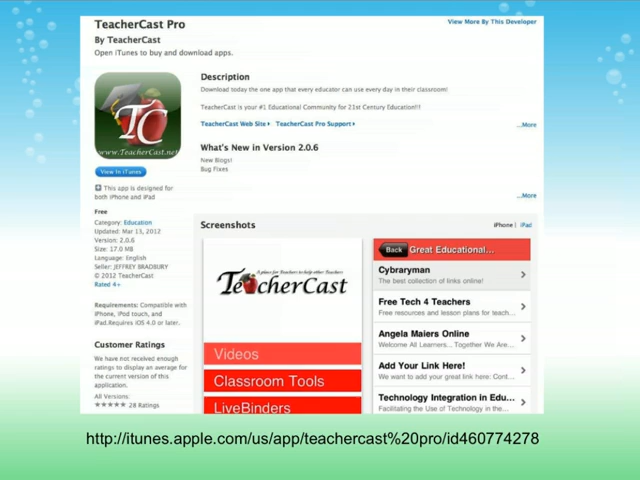 TeacherCast Pro
View More By This Developer
By TeacherCast
Open iTunes to buy and download apps.
TC
www.TeacherCast.net
View In iTunes
This app is designed for
both iPhone and iPad
Free
Category: Education
Updated: Mar 13, 2012
Version: 2.0.6
Size: 17.0 MB
Language: English
Seller: JEFFREY BRADBURY
© 2012 TeacherCast
Rated 4+
Requirements: Compatible with
iPhone, iPod touch, and
iPad.Requires iOS 4.0 or later.
Customer Ratings
We have not received enough
ratings to display an average for
the current version of this
application.
All Versions:
★★★★★ 28 Ratings
Description
Download today the one app that every educator can use every day in their classroom!
TeacherCast is your #1 Educational Community for 21st Century Education!!!
TeacherCast Web Site TeacherCast Pro Support
...More
What's New in Version 2.0.6
New Blogs!
Bug Fixes
...More
Screenshots
iPhone | iPad
A place for Teachers to help other Teachers
TeacherCast
Videos
Classroom Tools
LiveBinders
Back Great Educational...
Cybraryman
The best collection of links online!
Free Tech 4 Teachers
Free resources and lesson plans for teach...
Angela Maiers Online
Welcome All Learners... Together We Are...
Add Your Link Here!
We want to add your great link here: Cont...
Technology Integration in Edu...
Facilitating the Use of Technology in the...
http://itunes.apple.com/us/app/teachercast%20pro/id460774278